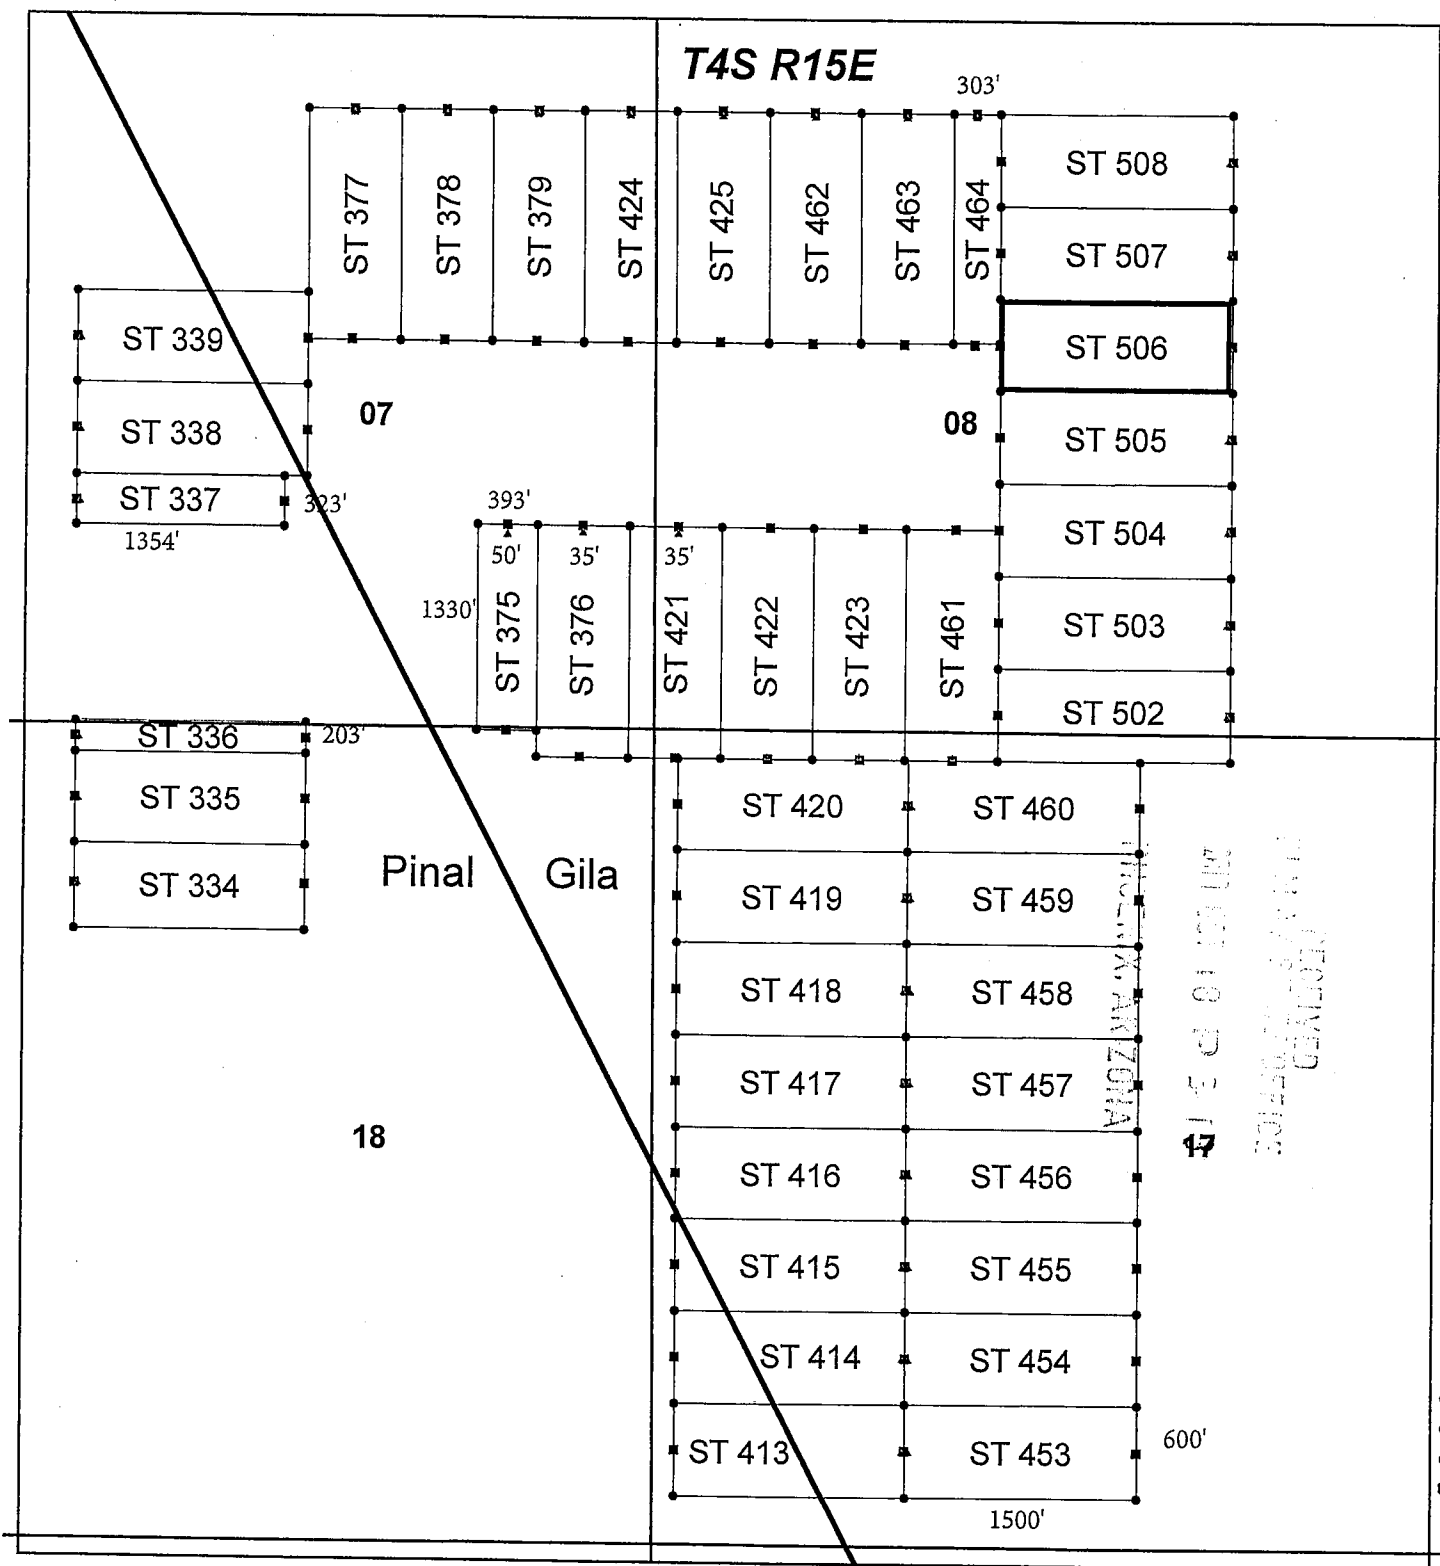 T4S R15E
303'
ST 377
ST 378
ST 379
ST 424
ST 425
ST 462
ST 463
ST 464
ST 508
ST 507
ST 506
ST 505
ST 504
ST 503
ST 502
ST 339
ST 338
ST 337
323'
1354'
07
08
393'
50'
35'
35'
1330'
ST 375
ST 376
ST 421
ST 422
ST 423
ST 461
ST 336
203'
ST 335
ST 334
Pinal
Gila
ST 420
ST 460
ST 419
ST 459
ST 418
ST 458
ST 417
ST 457
ST 416
ST 456
ST 415
ST 455
ST 414
ST 454
ST 413
ST 453
600'
1500'
18
17
RECEIVED
OFFICE
ARIZONA